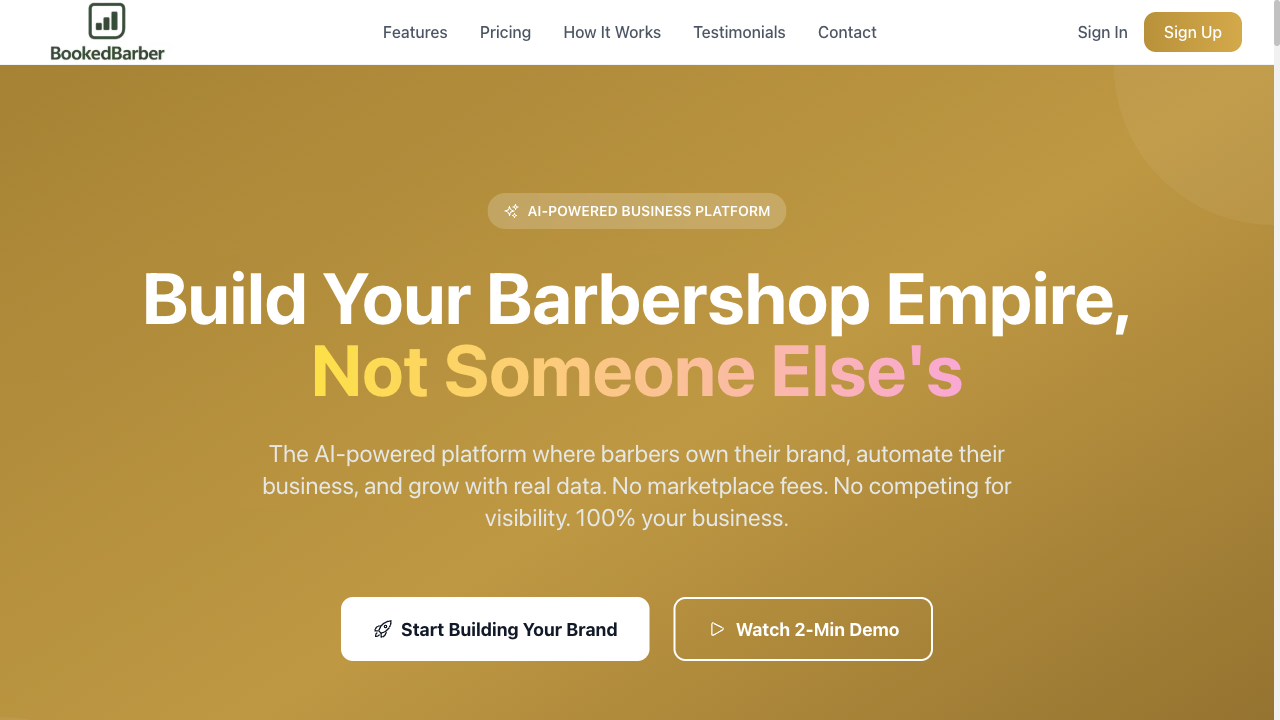 BookedBarber
Features
Pricing
How It Works
Testimonials
Contact
Sign In
Sign Up
AI-POWERED BUSINESS PLATFORM
Build Your Barbershop Empire,
Not Someone Else's
The AI-powered platform where barbers own their brand, automate their
business, and grow with real data. No marketplace fees. No competing for
visibility. 100% your business.
Start Building Your Brand
Watch 2-Min Demo